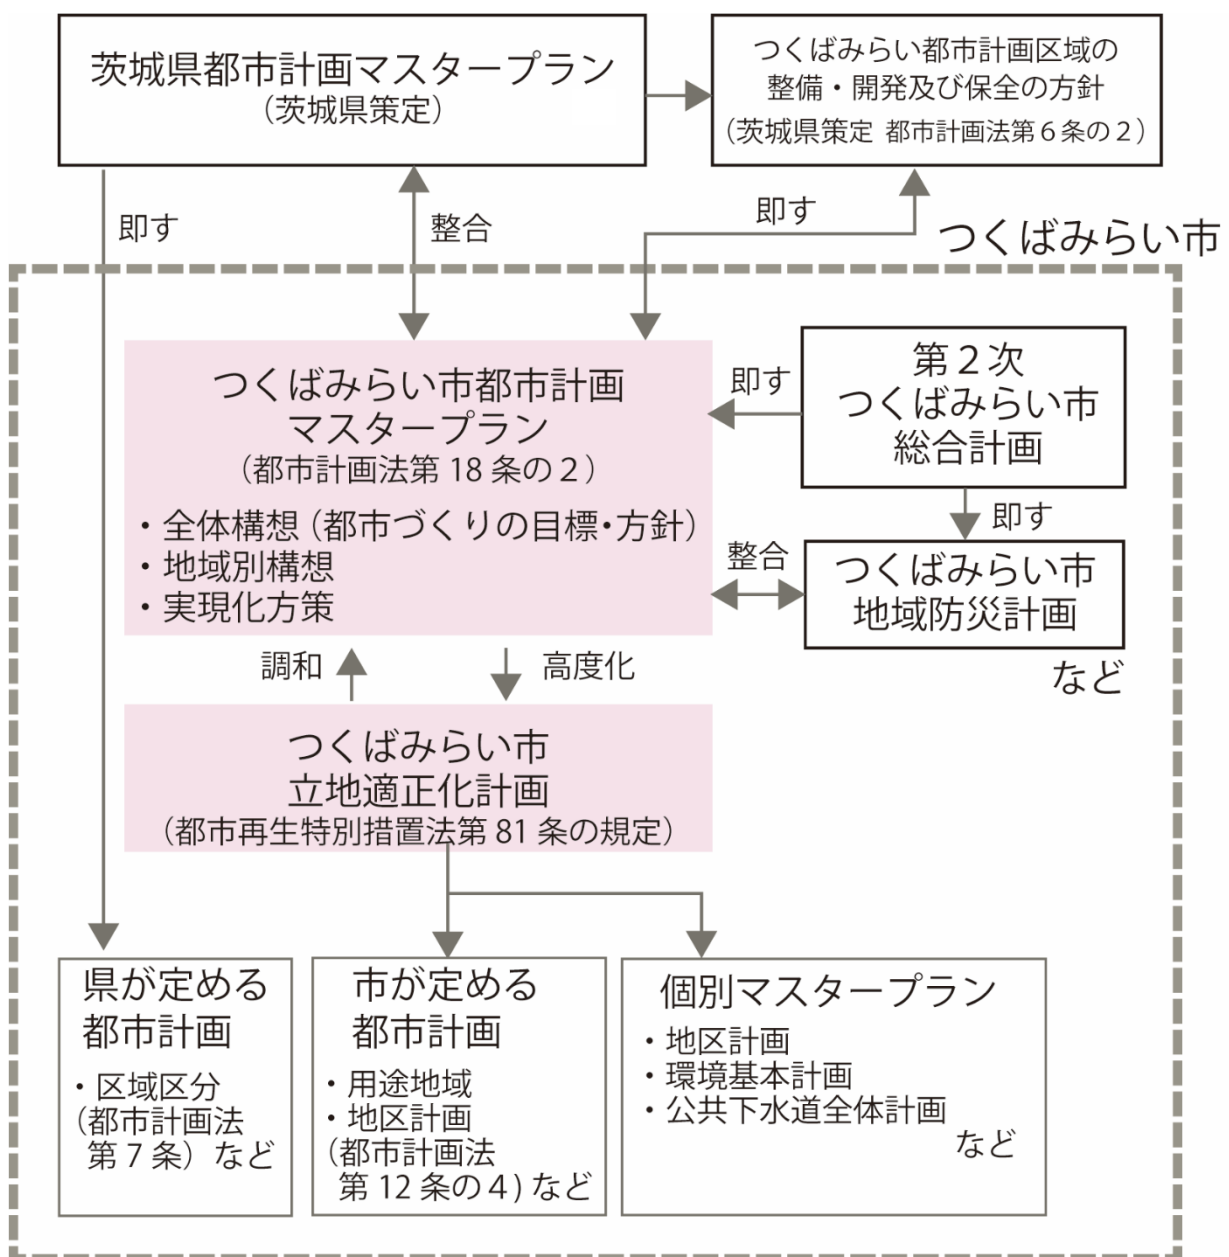 茨城県都市計画マスタープラン
（茨城県策定）
つくばみらい都市計画区域の
整備・開発及び保全の方針
（茨城県策定 都市計画法第６条の２）
即す
整合
即す
つくばみらい市
つくばみらい市都市計画
マスタープラン
（都市計画法第 18 条の２）
・全体構想（都市づくりの目標・方針）
・地域別構想
・実現化方策
即す
第２次
つくばみらい市
総合計画
即す
整合
つくばみらい市
地域防災計画
など
調和
高度化
つくばみらい市
立地適正化計画
（都市再生特別措置法第 81 条の規定）
県が定める
都市計画
・区域区分
（都市計画法
第７条）など
市が定める
都市計画
・用途地域
・地区計画
（都市計画法
第 12 条の４）など
個別マスタープラン
・地区計画
・環境基本計画
・公共下水道全体計画
など